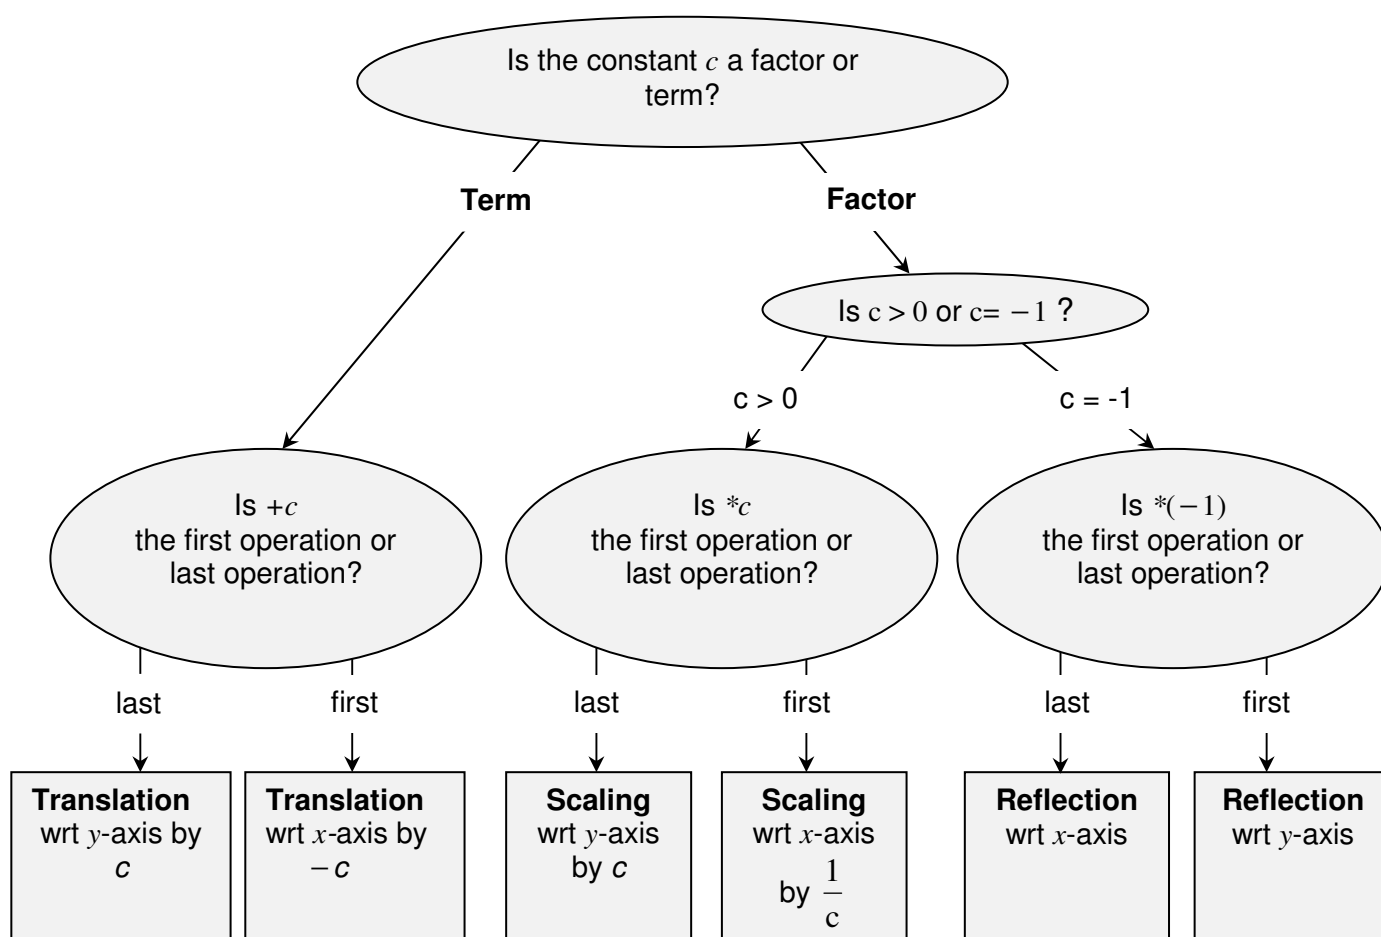 Is the constant c a factor or
term?
Term
Factor
Is c > 0 or c= −1 ?
c > 0
c = -1
Is +c
the first operation or
last operation?
Is *c
the first operation or
last operation?
Is *(−1)
the first operation or
last operation?
last
first
last
first
last
first
Translation
wrt y-axis by
c
Translation
wrt x-axis by
−c
Scaling
wrt y-axis
by c
Scaling
wrt x-axis
by 1/c
Reflection
wrt x-axis
Reflection
wrt y-axis